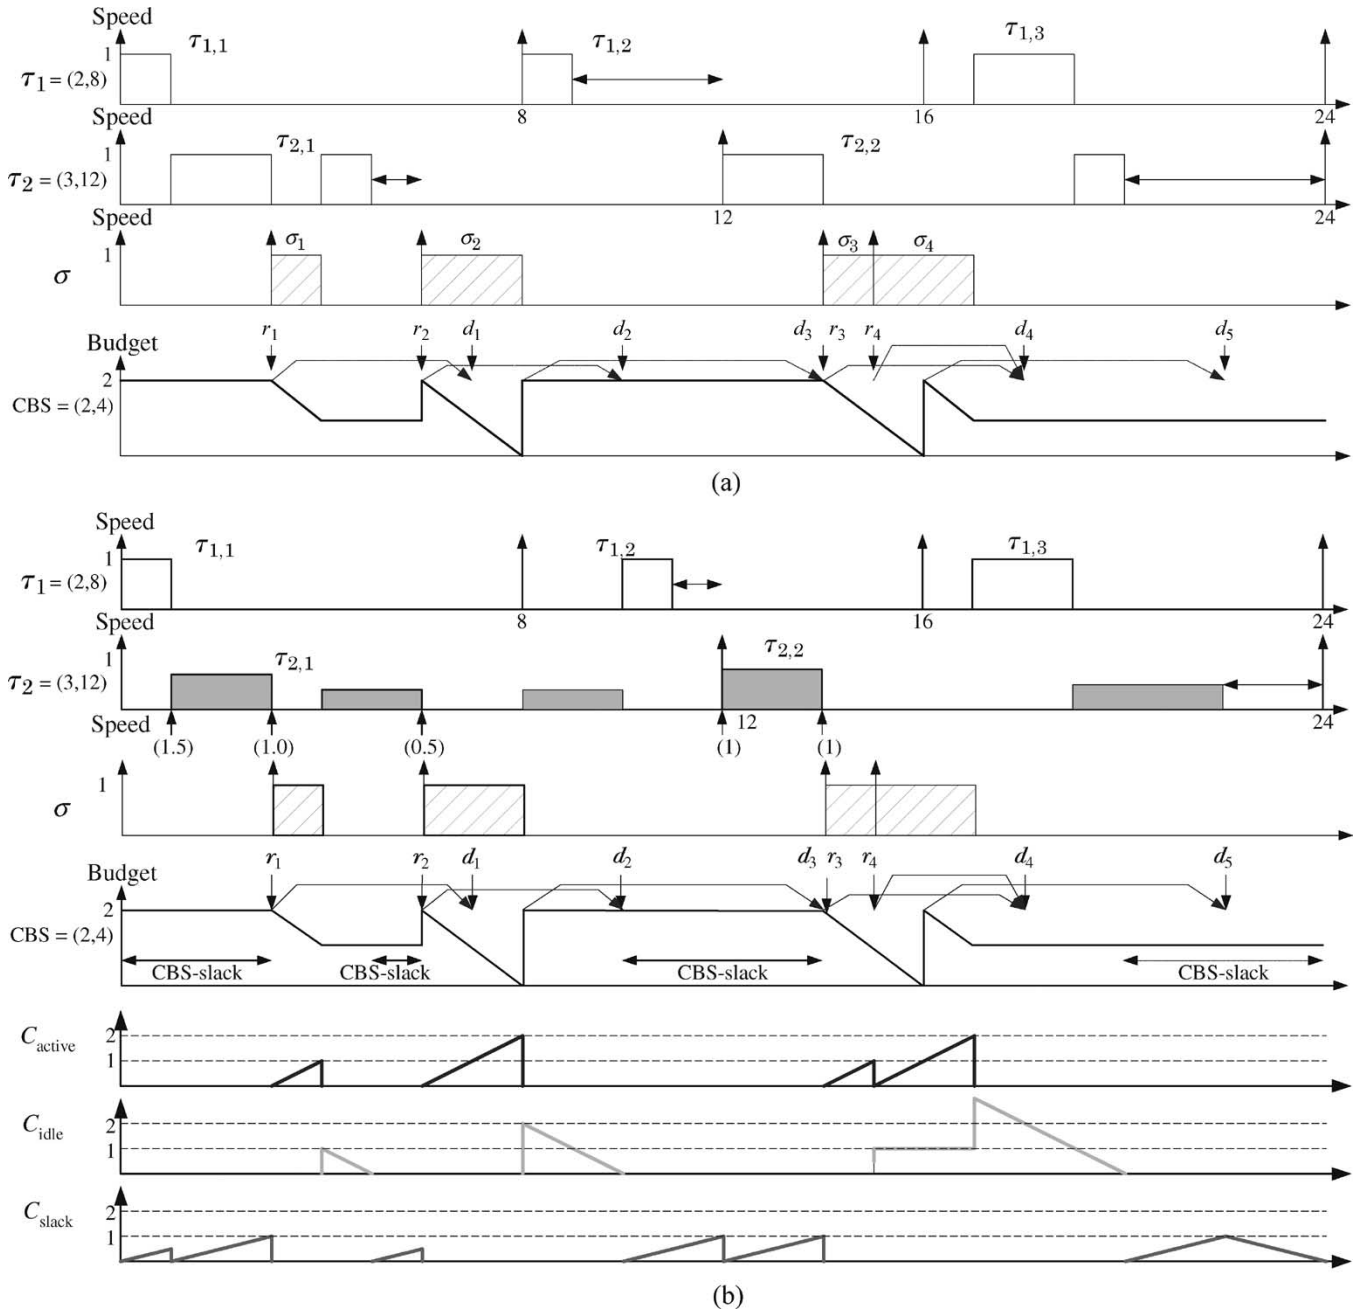 Speed
1 τ1,1 τ1,2 τ1,3
τ1 = (2,8)
8 16 24
Speed
1 τ2,1 τ2,2
τ2 = (3,12)
12 24
Speed
1 σ1 σ2 σ3 σ4
σ
r1 r2 d1 d2 d3 r3 r4 d4 d5
Budget
2
CBS = (2,4)
(a)
Speed
1 τ1,1 τ1,2 τ1,3
τ1 = (2,8)
8 16 24
Speed
1 τ2,1 τ2,2
τ2 = (3,12)
12 24
Speed
(1.5) (1.0) (0.5) (1) (1)
1
σ
r1 r2 d1 d2 d3 r3 r4 d4 d5
Budget
2
CBS = (2,4)
CBS-slack CBS-slack CBS-slack CBS-slack
Cactive
2
1
Cidle
2
1
Cslack
2
1
(b)